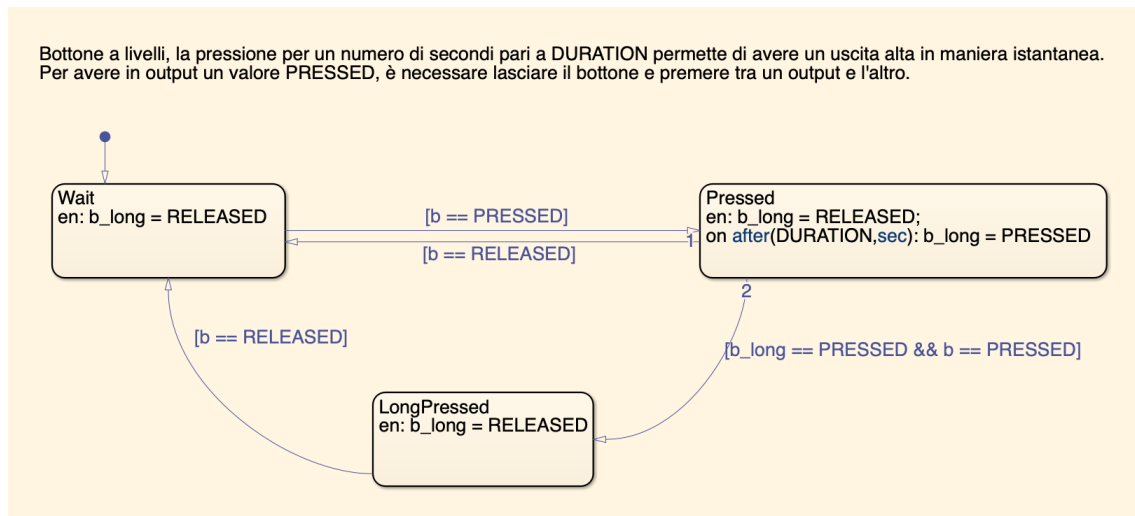 Bottone a livelli, la pressione per un numero di secondi pari a DURATION permette di avere un uscita alta in maniera istantanea.
Per avere in output un valore PRESSED, è necessario lasciare il bottone e premere tra un output e l'altro.
Wait
en: b_long = RELEASED
[b == PRESSED]
1
[b == RELEASED]
Pressed
en: b_long = RELEASED;
on after(DURATION,sec): b_long = PRESSED
2
[b == RELEASED]
[b_long == PRESSED && b == PRESSED]
LongPressed
en: b_long = RELEASED